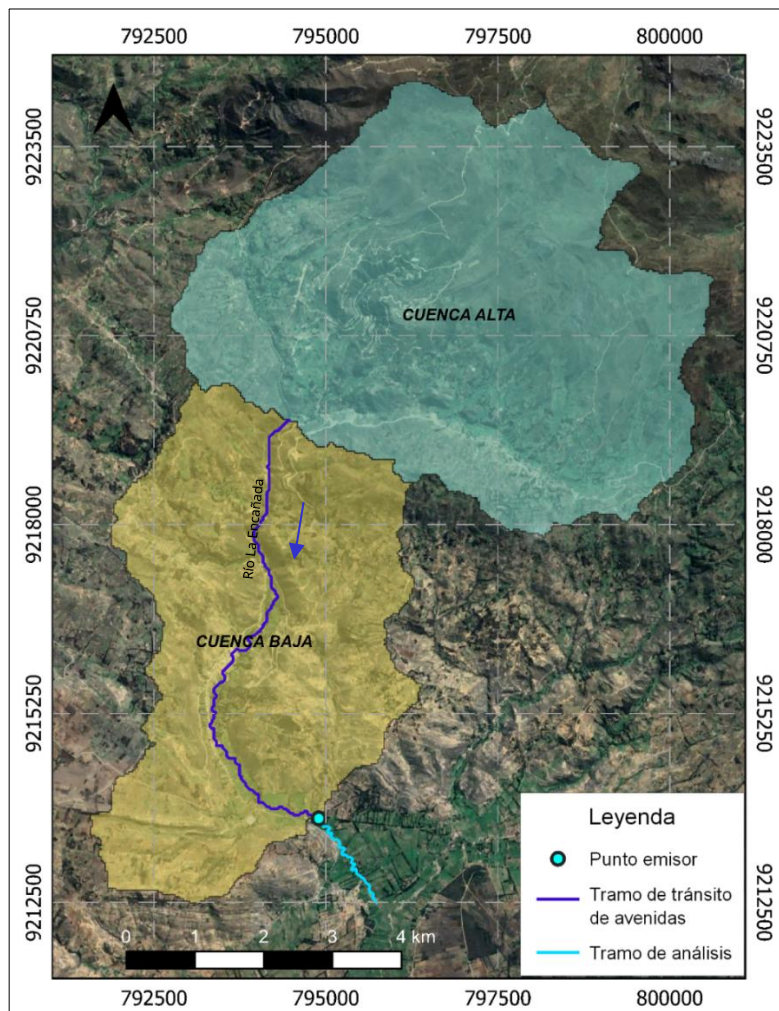 792500 795000 797500 800000
9223500 9223500
CUENCA ALTA
9220750 9220750
Río La Encañada
9218000 9218000
CUENCA BAJA
9215250 9215250
Leyenda
Punto emisor
Tramo de tránsito
de avenidas
Tramo de análisis
9212500 9212500
0 1 2 3 4 km
792500 795000 797500 800000